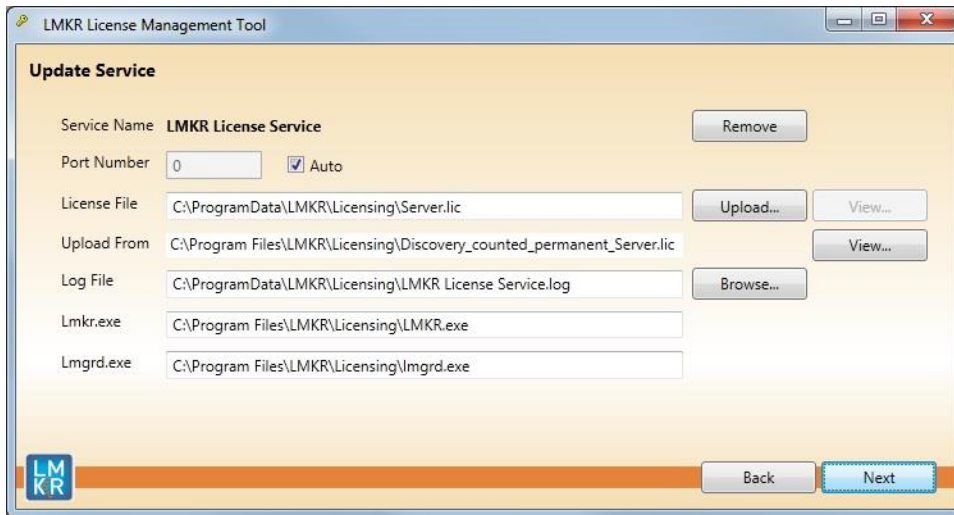 LMKR License Management Tool
Update Service
Service Name LMKR License Service Remove
Port Number 0 Auto
License File C:\ProgramData\LMKR\Licensing\Server.lic Upload... View...
Upload From C:\Program Files\LMKR\Licensing\Discovery_counted_permanent_Server.lic View...
Log File C:\ProgramData\LMKR\Licensing\LMKR License Service.log Browse...
Lmkr.exe C:\Program Files\LMKR\Licensing\LMKR.exe
Lmgrd.exe C:\Program Files\LMKR\Licensing\lmgrd.exe
LM
KR
Back Next